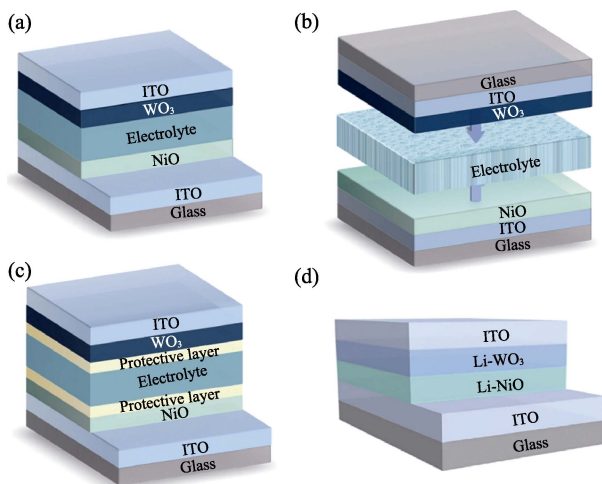 (a)
ITO
WO₃
Electrolyte
NiO
ITO
Glass
(b)
Glass
ITO
WO₃
Electrolyte
NiO
ITO
Glass
(c)
ITO
WO₃
Protective layer
Electrolyte
Protective layer
NiO
ITO
Glass
(d)
ITO
Li-WO₃
Li-NiO
ITO
Glass